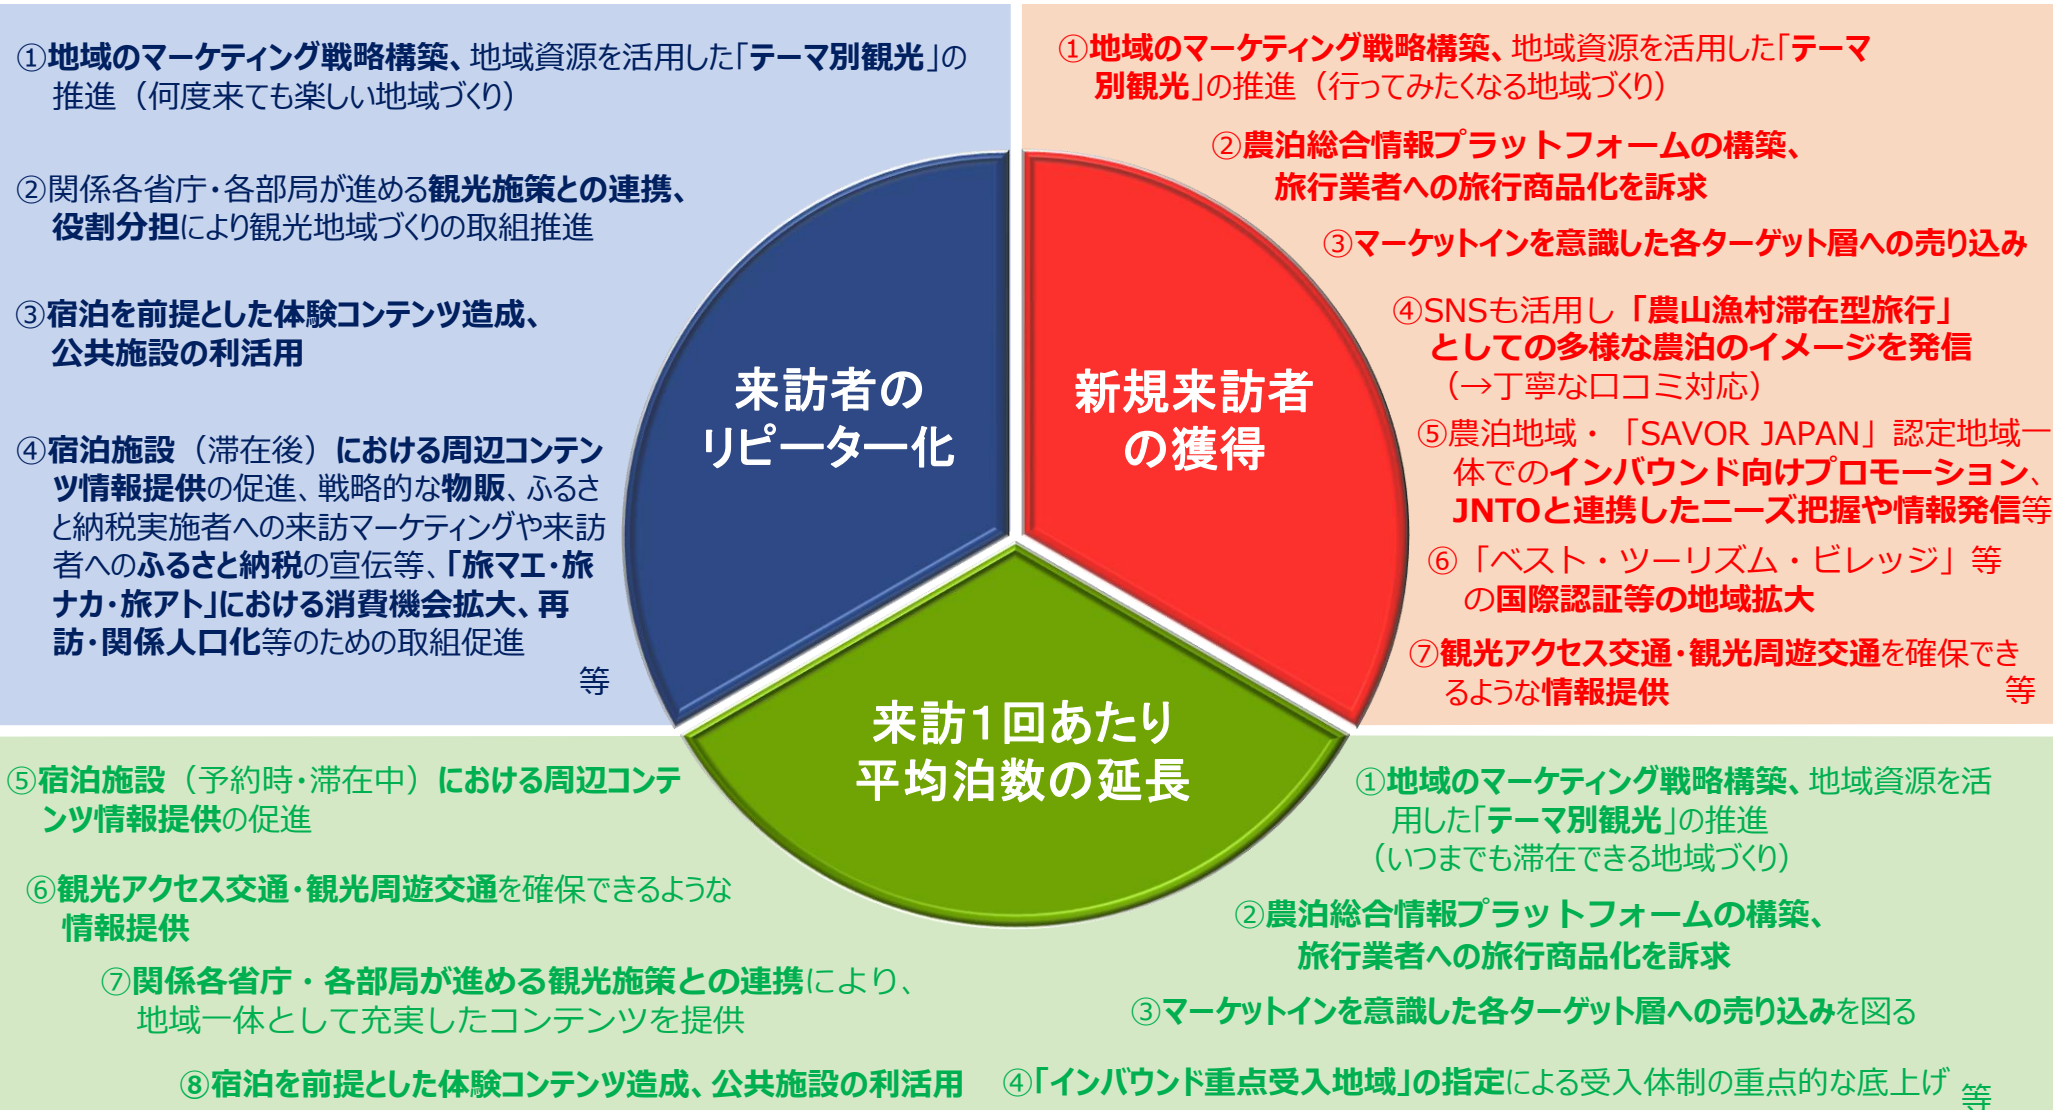 ①地域のマーケティング戦略構築、地域資源を活用した「テーマ別観光」の
推進（何度来ても楽しい地域づくり）
②関係各省庁・各部局が進める観光施策との連携、
役割分担により観光地域づくりの取組推進
③宿泊を前提とした体験コンテンツ造成、
公共施設の利活用
④宿泊施設（滞在後）における周辺コンテン
ツ情報提供の促進、戦略的な物販、ふるさ
と納税実施者への来訪マーケティングや来訪
者へのふるさと納税の宣伝等、「旅マエ・旅
ナカ・旅アト」における消費機会拡大、再
訪・関係人口化等のための取組促進
等
①地域のマーケティング戦略構築、地域資源を活用した「テーマ
別観光」の推進（行ってみたくなる地域づくり）
②農泊総合情報プラットフォームの構築、
旅行業者への旅行商品化を訴求
③マーケットインを意識した各ターゲット層への売り込み
④SNSも活用し「農山漁村滞在型旅行」
としての多様な農泊のイメージを発信
（→丁寧な口コミ対応）
⑤農泊地域・「SAVOR JAPAN」認定地域一
体でのインバウンド向けプロモーション、
JNTOと連携したニーズ把握や情報発信等
⑥「ベスト・ツーリズム・ビレッジ」等
の国際認証等の地域拡大
⑦観光アクセス交通・観光周遊交通を確保でき
るような情報提供
等
来訪者の
リピーター化
新規来訪者
の獲得
来訪１回あたり
平均泊数の延長
①地域のマーケティング戦略構築、地域資源を活
用した「テーマ別観光」の推進
（いつまでも滞在できる地域づくり）
②農泊総合情報プラットフォームの構築、
旅行業者への旅行商品化を訴求
③マーケットインを意識した各ターゲット層への売り込みを図る
④「インバウンド重点受入地域」の指定による受入体制の重点的な底上げ
等
⑤宿泊施設（予約時・滞在中）における周辺コンテ
ンツ情報提供の促進
⑥観光アクセス交通・観光周遊交通を確保できるような
情報提供
⑦関係各省庁・各部局が進める観光施策との連携により、
地域一体として充実したコンテンツを提供
⑧宿泊を前提とした体験コンテンツ造成、公共施設の利活用